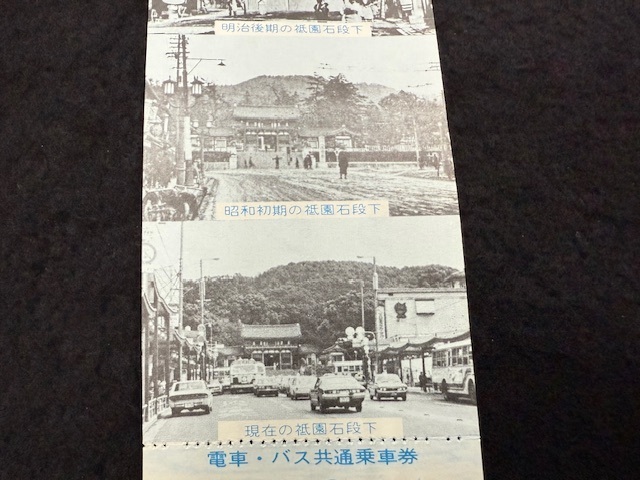 明治後期の祇園石段下
昭和初期の祇園石段下
現在の祇園石段下
電車・バス共通乗車券